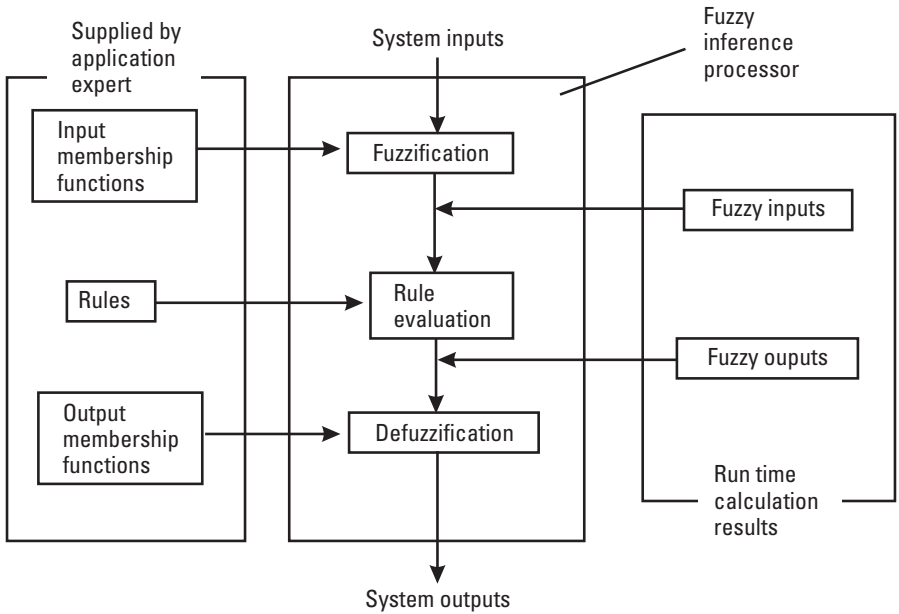 Supplied by
application
expert
System inputs
Fuzzy
inference
processor
Input
membership
functions
Fuzzification
Fuzzy inputs
Rules
Rule
evaluation
Fuzzy ouputs
Output
membership
functions
Defuzzification
Run time
calculation
results
System outputs